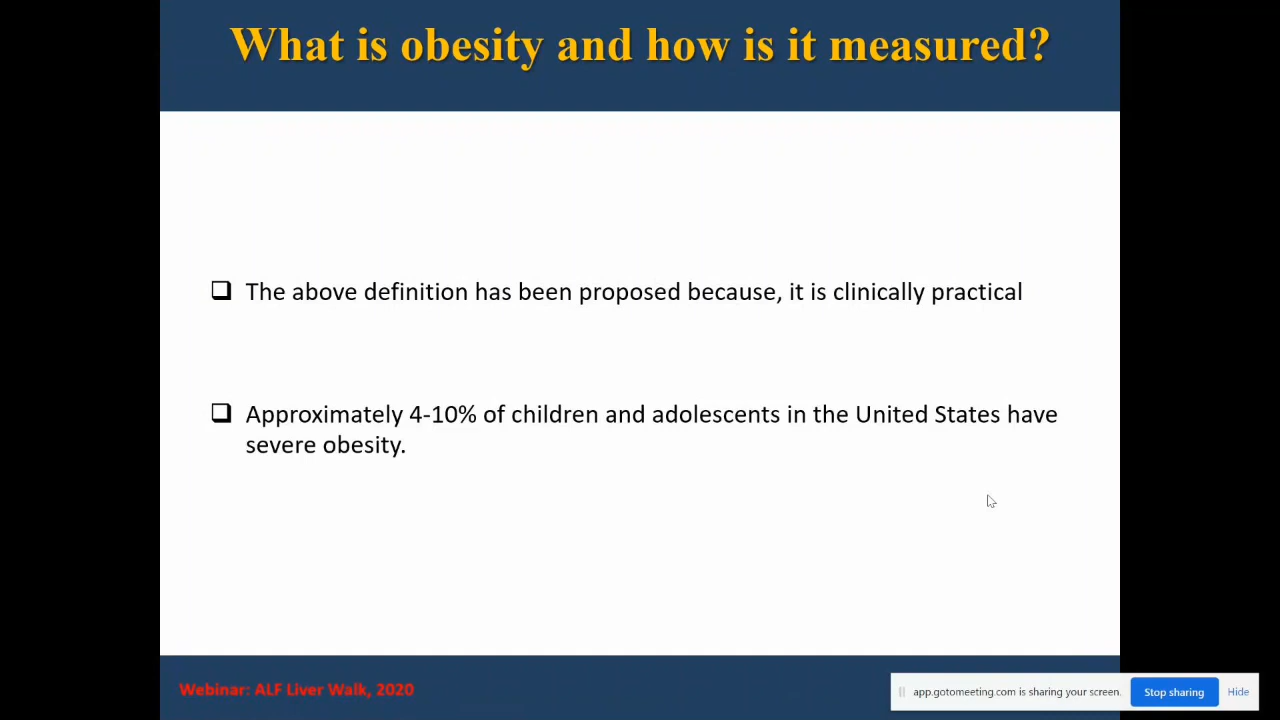 What is obesity and how is it measured?
The above definition has been proposed because, it is clinically practical
Approximately 4-10% of children and adolescents in the United States have
severe obesity.
Webinar: ALF Liver Walk, 2020
app.gotomeeting.com is sharing your screen. Stop sharing Hide